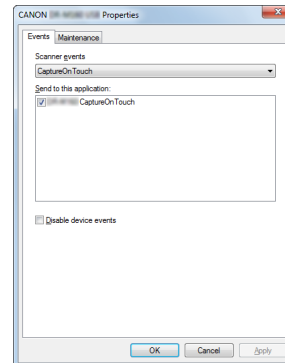 CANON Properties
Events Maintenance
Scanner events
CaptureOnTouch
Send to this application:
CaptureOnTouch
Disable device events
OK Cancel Apply